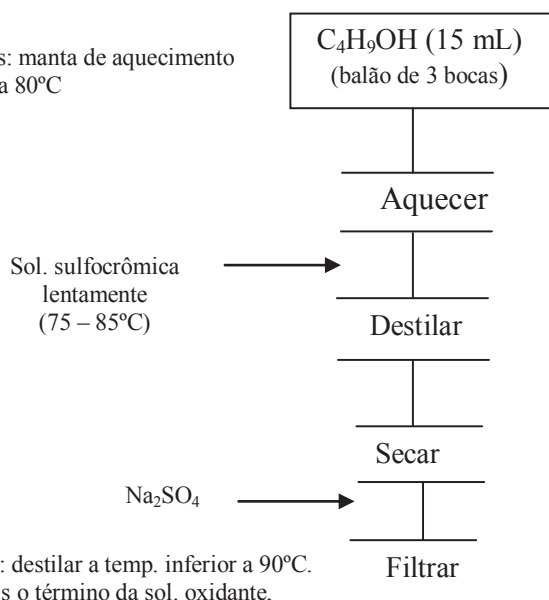 C₄H₉OH (15 mL)
(balão de 3 bocas)
s: manta de aquecimento
a 80ºC
Aquecer
Sol. sulfocrômica
lentamente
(75 – 85ºC)
Destilar
Secar
Na₂SO₄
: destilar a temp. inferior a 90ºC.
s o término da sol. oxidante,
Filtrar